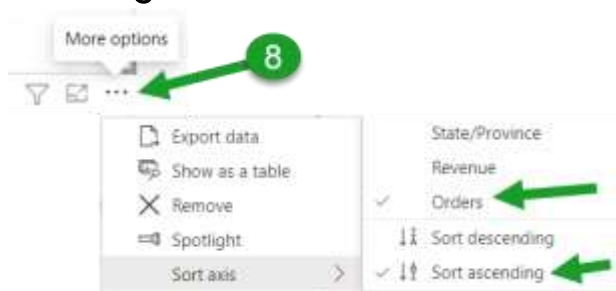 More options
8
Export data
Show as a table
Remove
Spotlight
Sort axis
State/Province
Revenue
Orders
Sort descending
Sort ascending